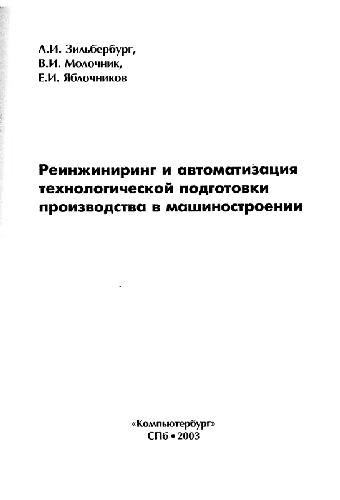 Л.И. Зильбербург,
В.И. Молочник,
Е.И. Яблочников
Реинжиниринг и автоматизация
технологической подготовки
производства в машиностроении
«Компьютербург»
СПб • 2003